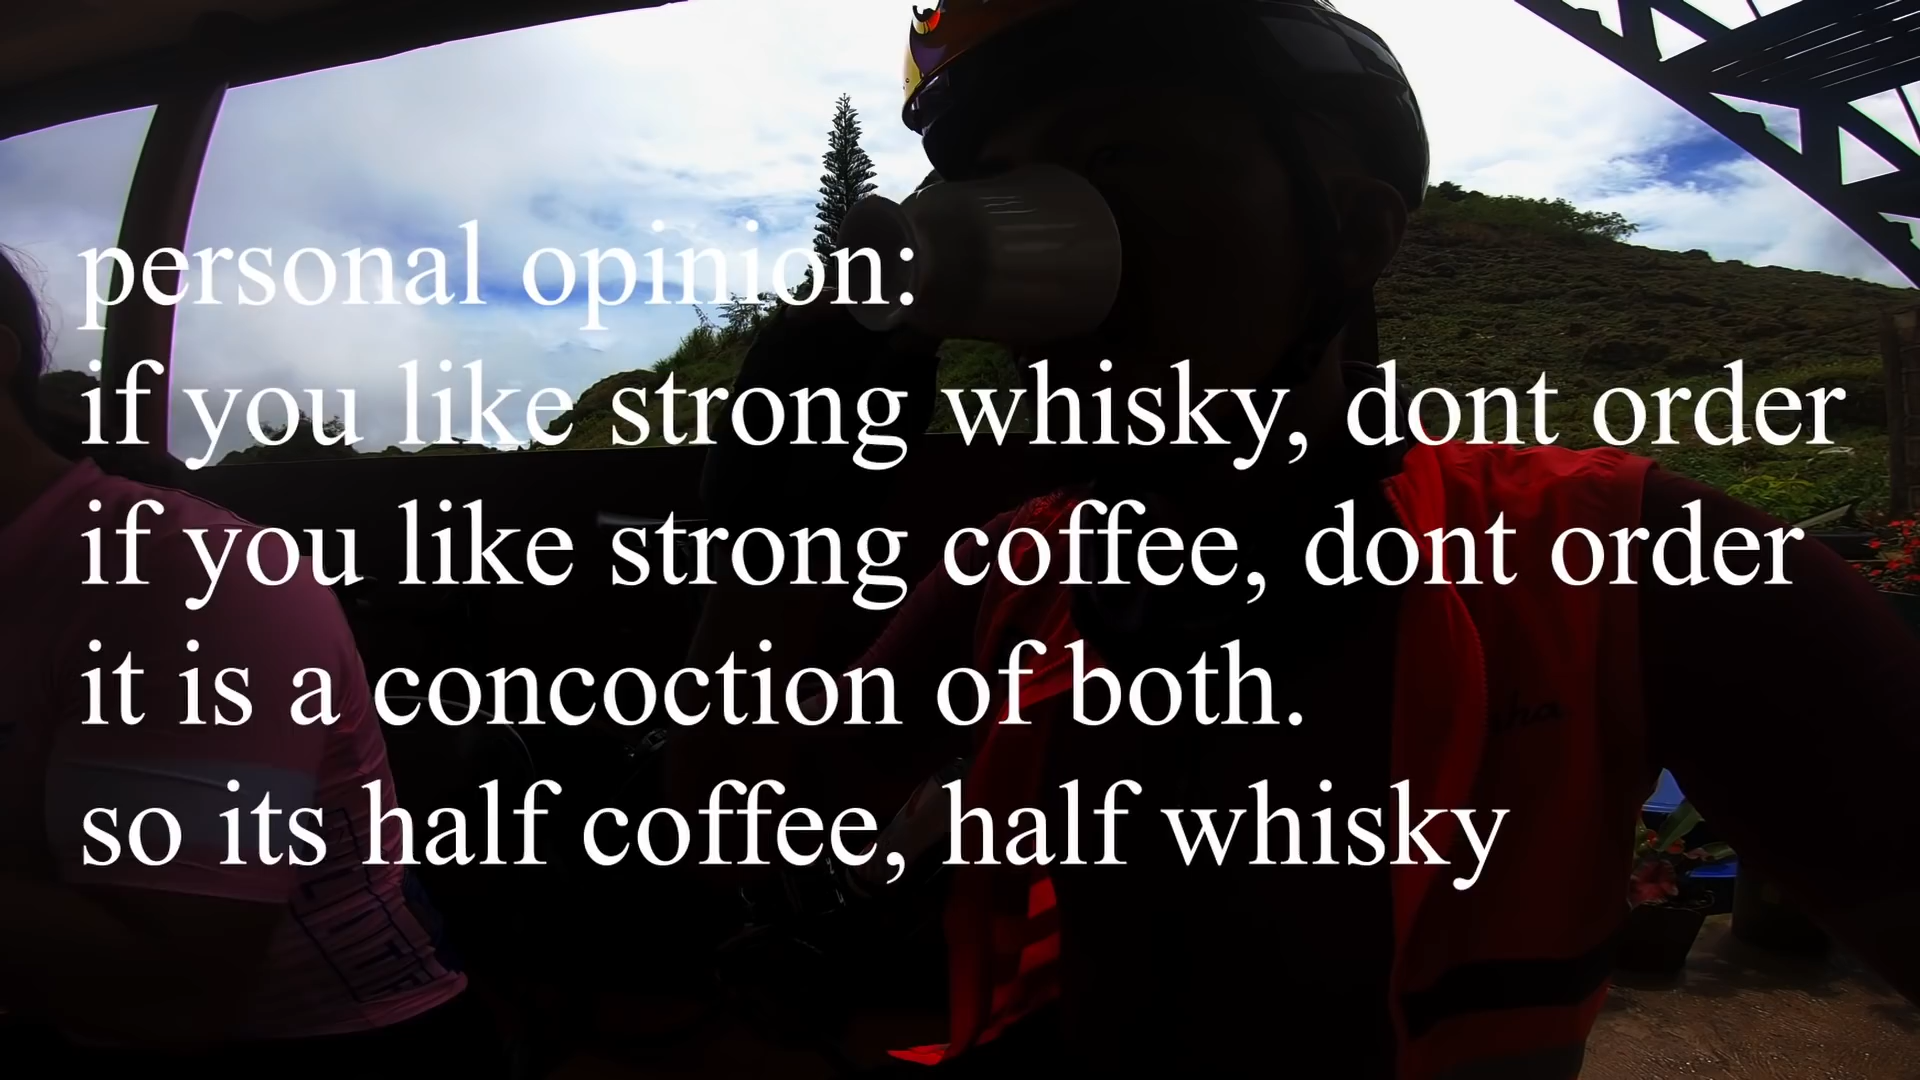 personal opinion:
if you like strong whisky, dont order
if you like strong coffee, dont order
it is a concoction of both.
so its half coffee, half whisky